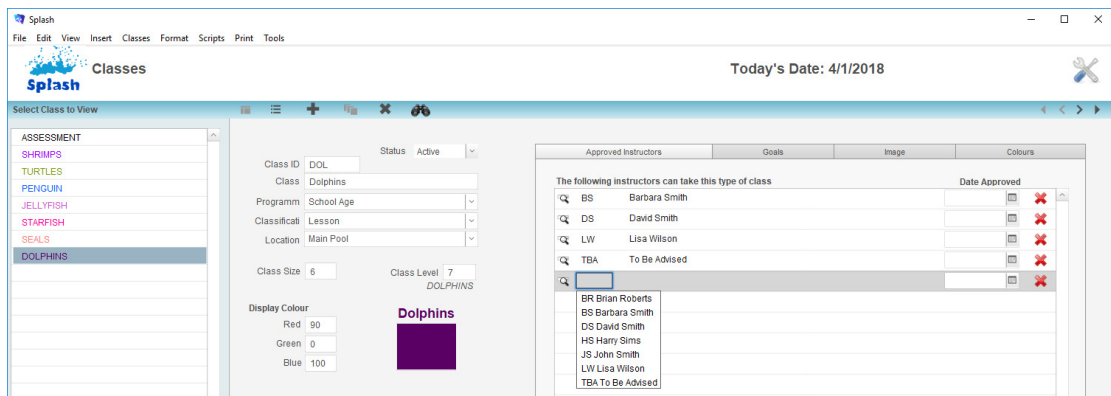 Splash
File Edit View Insert Classes Format Scripts Print Tools
Splash
Classes
Today's Date: 4/1/2018
Select Class to View
ASSESSMENT
SHRIMPS
TURTLES
PENGUIN
JELLYFISH
STARFISH
SEALS
DOLPHINS
Status Active
Class ID DOL
Class Dolphins
Programm School Age
Classificati Lesson
Location Main Pool
Class Size 6
Class Level 7
DOLPHINS
Display Colour
Red 90
Green 0
Blue 100
Dolphins
Approved Instructors Goals Image Colours
The following instructors can take this type of class Date Approved
BS Barbara Smith
DS David Smith
LW Lisa Wilson
TBA To Be Advised
BR Brian Roberts
BS Barbara Smith
DS David Smith
HS Harry Sims
JS John Smith
LW Lisa Wilson
TBA To Be Advised